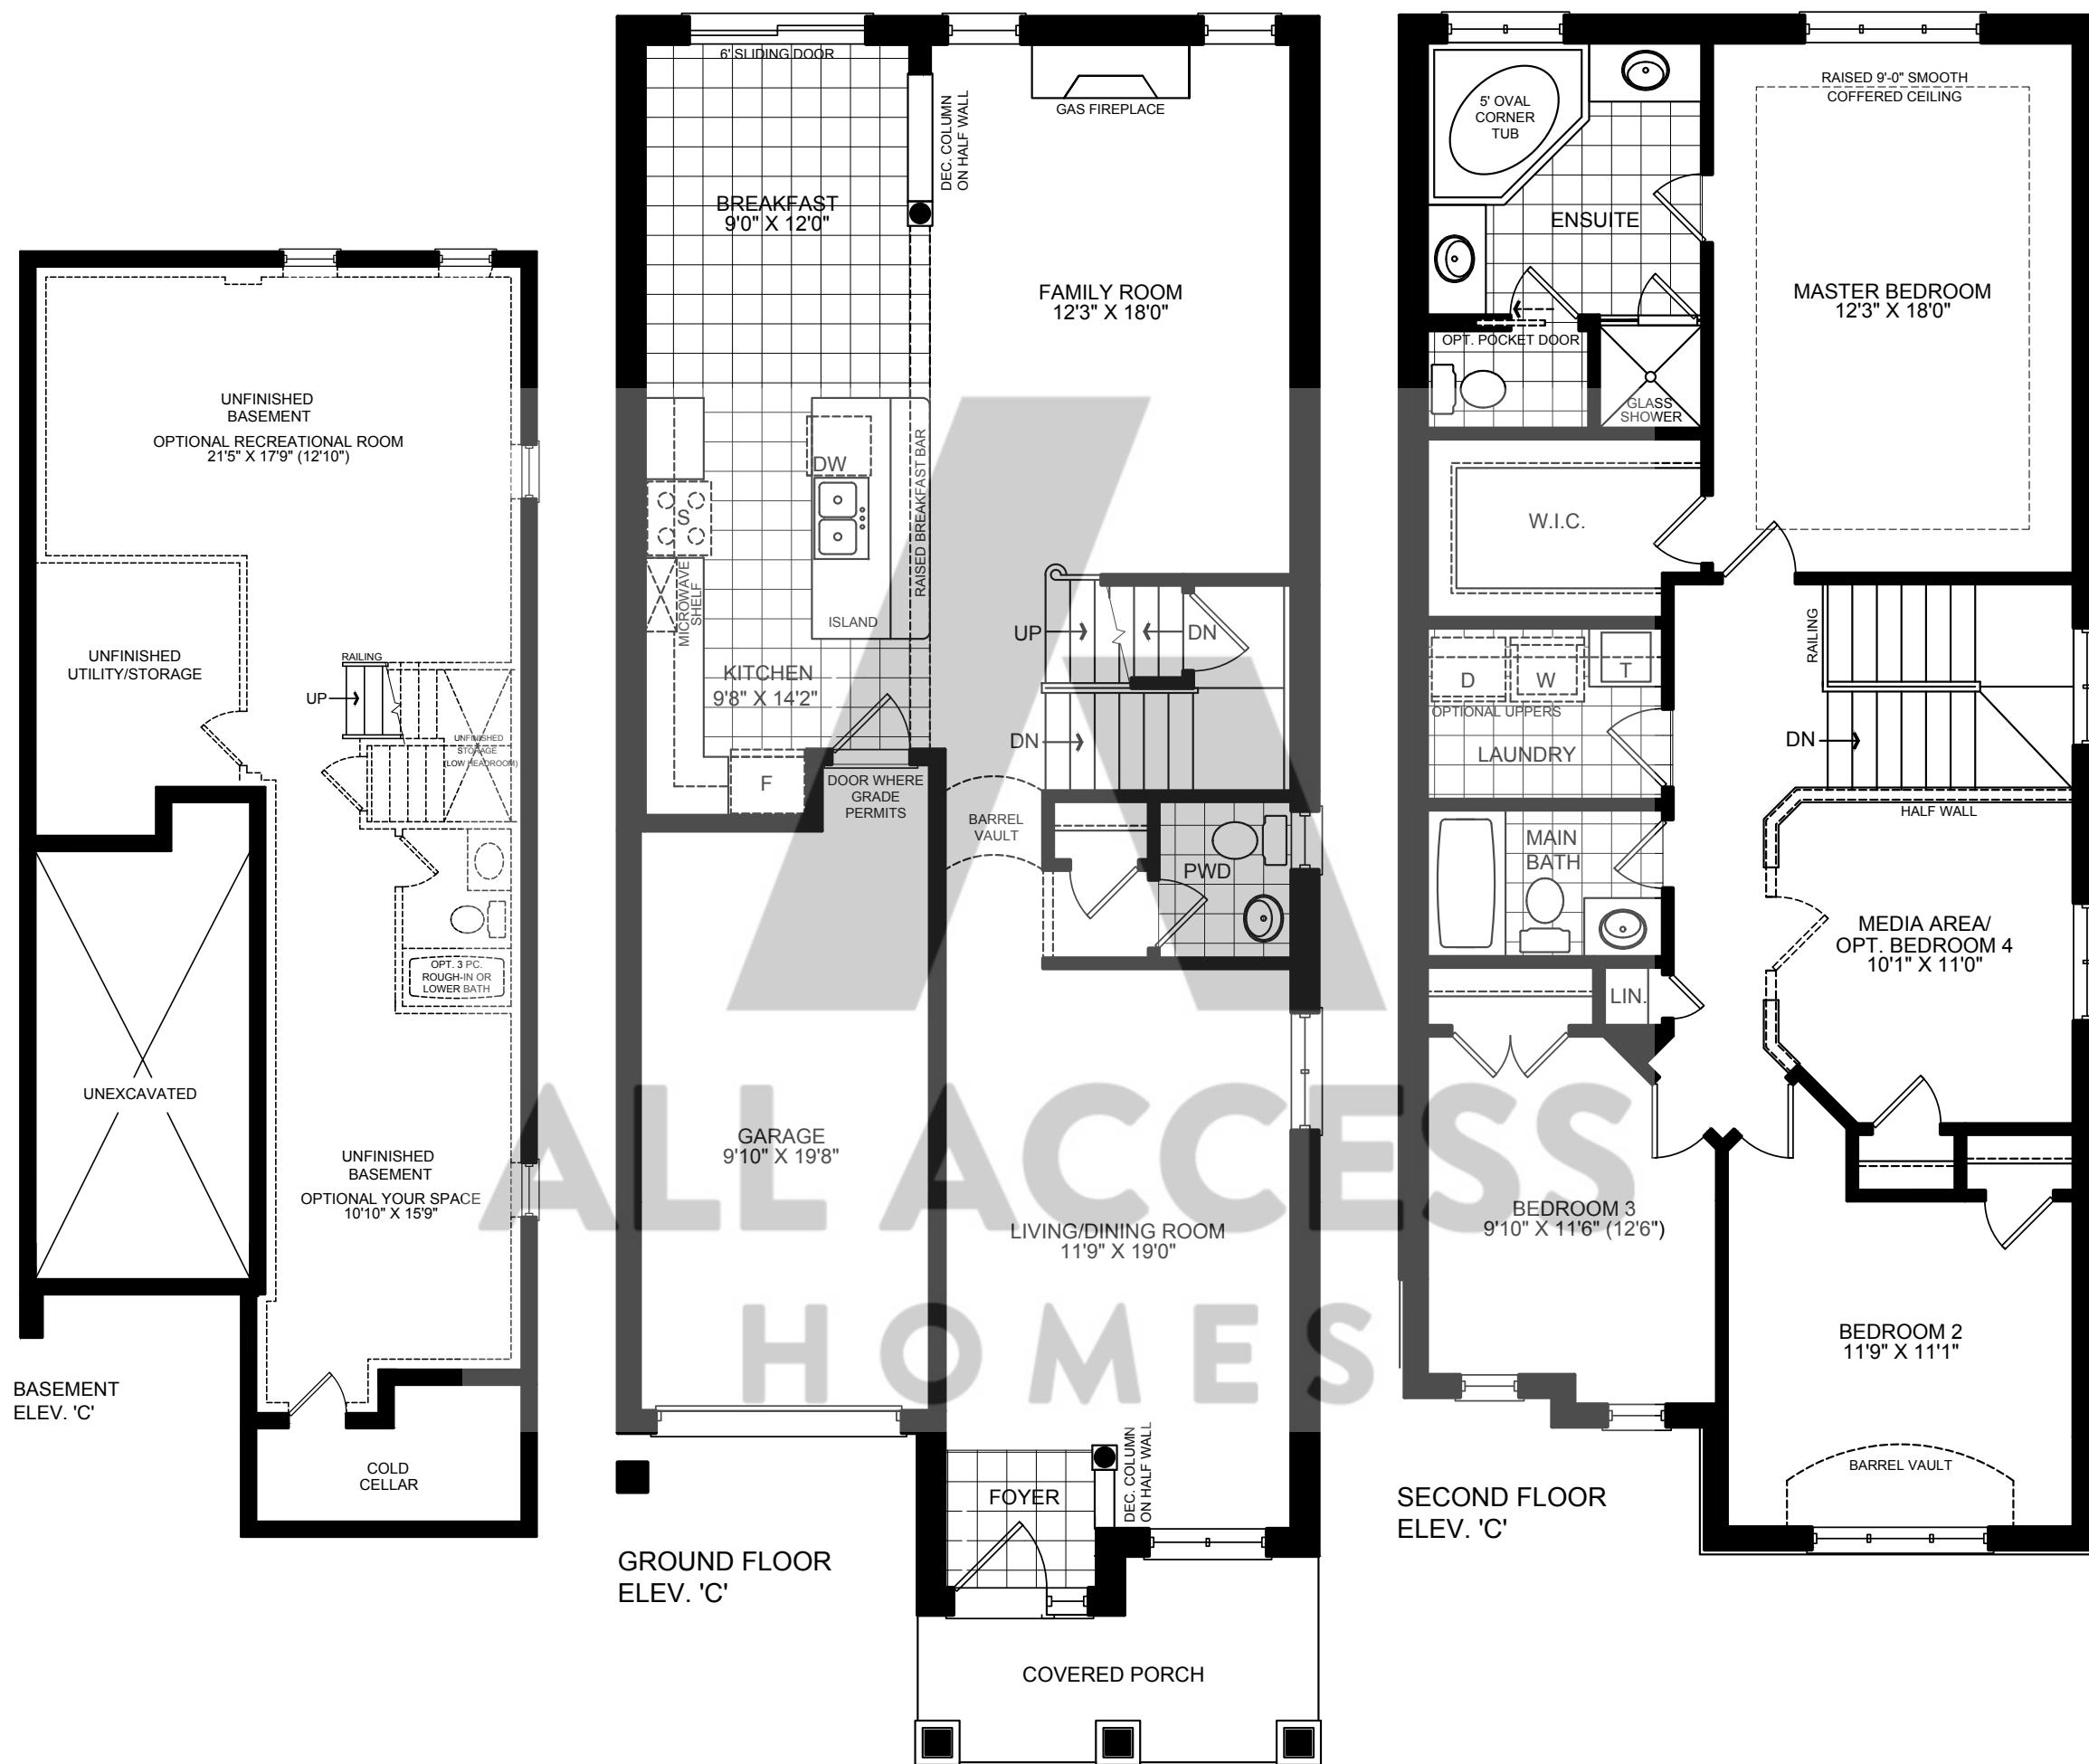 UNFINISHED
BASEMENT
OPTIONAL RECREATIONAL ROOM
21'5" X 17'9" (12'10")
UNFINISHED
UTILITY/STORAGE
RAILING
UP
UNFINISHED
STORAGE
(LOW HEADROOM)
OPT. 3 PC.
ROUGH-IN OR
LOWER BATH
UNEXCAVATED
UNFINISHED
BASEMENT
OPTIONAL YOUR SPACE
10'10" X 15'9"
COLD
CELLAR
BASEMENT
ELEV. 'C'
6' SLIDING DOOR
BREAKFAST
9'0" X 12'0"
DEC. COLUMN
ON HALF WALL
GAS FIREPLACE
FAMILY ROOM
12'3" X 18'0"
DW
S
RAISED BREAKFAST BAR
MICROWAVE
SHELF
ISLAND
KITCHEN
9'8" X 14'2"
F
DOOR WHERE
GRADE
PERMITS
UP
DN
DN
BARREL
VAULT
PWD
GARAGE
9'10" X 19'8"
LIVING/DINING ROOM
11'9" X 19'0"
DEC. COLUMN
ON HALF WALL
FOYER
COVERED PORCH
GROUND FLOOR
ELEV. 'C'
5' OVAL
CORNER
TUB
ENSUITE
RAISED 9'-0" SMOOTH
COFFERED CEILING
MASTER BEDROOM
12'3" X 18'0"
OPT. POCKET DOOR
GLASS
SHOWER
W.I.C.
D
W
T
OPTIONAL UPPERS
LAUNDRY
RAILING
DN
HALF WALL
MAIN
BATH
MEDIA AREA/
OPT. BEDROOM 4
10'1" X 11'0"
LIN.
BEDROOM 3
9'10" X 11'6" (12'6")
BEDROOM 2
11'9" X 11'1"
BARREL VAULT
SECOND FLOOR
ELEV. 'C'
ALL ACCESS
HOMES